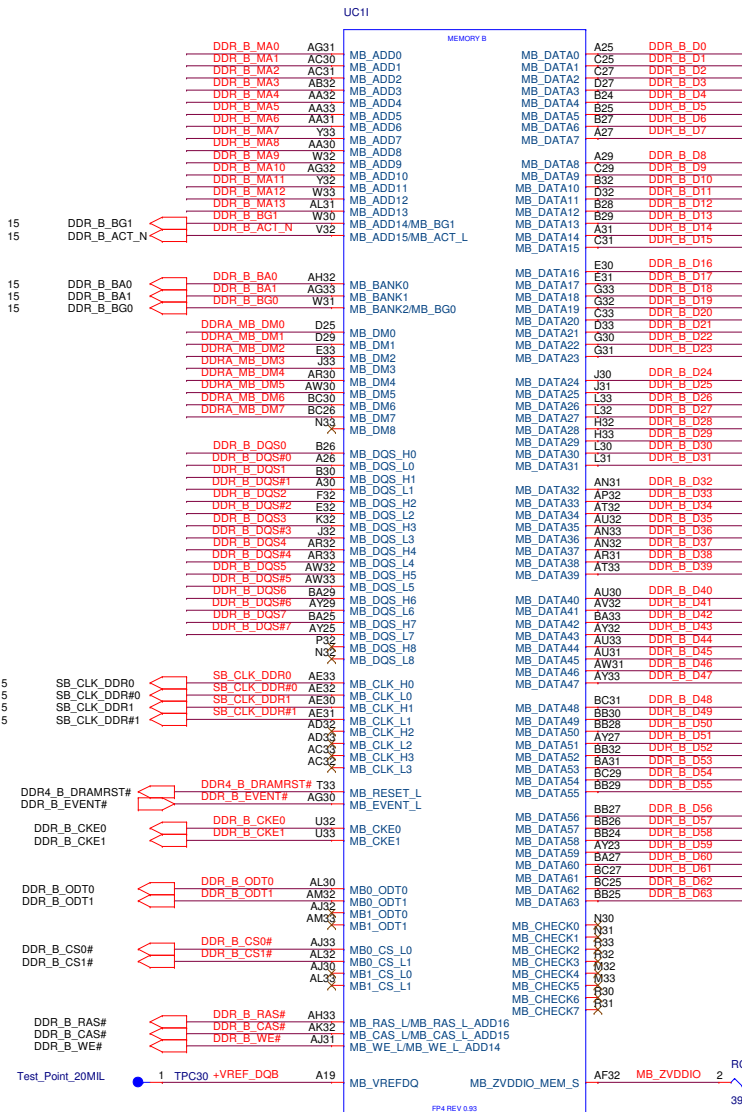 UC1I
MEMORY B
DDR_B_MA0 AG31 MB_ADD0 MB_DATA0 A25 DDR_B_D0
DDR_B_MA1 AC30 MB_ADD1 MB_DATA1 C25 DDR_B_D1
DDR_B_MA2 AC31 MB_ADD2 MB_DATA2 C27 DDR_B_D2
DDR_B_MA3 AB32 MB_ADD3 MB_DATA3 D27 DDR_B_D3
DDR_B_MA4 AA32 MB_ADD4 MB_DATA4 B24 DDR_B_D4
DDR_B_MA5 AA33 MB_ADD5 MB_DATA5 B25 DDR_B_D5
DDR_B_MA6 AA31 MB_ADD6 MB_DATA6 B27 DDR_B_D6
DDR_B_MA7 Y33 MB_ADD7 MB_DATA7 A27 DDR_B_D7
DDR_B_MA8 AA30 MB_ADD8
DDR_B_MA9 W32 MB_ADD9 MB_DATA8 A29 DDR_B_D8
DDR_B_MA10 AG32 MB_ADD10 MB_DATA9 C29 DDR_B_D9
DDR_B_MA11 Y32 MB_ADD11 MB_DATA10 B32 DDR_B_D10
DDR_B_MA12 W33 MB_ADD12 MB_DATA11 D32 DDR_B_D11
DDR_B_MA13 AL31 MB_ADD13 MB_DATA12 B28 DDR_B_D12
15 DDR_B_BG1 DDR_B_BG1 W30 MB_ADD14/MB_BG1 MB_DATA13 B29 DDR_B_D13
15 DDR_B_ACT_N DDR_B_ACT_N V32 MB_ADD15/MB_ACT_L MB_DATA14 A31 DDR_B_D14
MB_DATA15 C31 DDR_B_D15
MB_DATA16 E30 DDR_B_D16
15 DDR_B_BA0 DDR_B_BA0 AH32 MB_BANK0 MB_DATA17 E31 DDR_B_D17
15 DDR_B_BA1 DDR_B_BA1 AG33 MB_BANK1 MB_DATA18 G33 DDR_B_D18
15 DDR_B_BG0 DDR_B_BG0 W31 MB_BANK2/MB_BG0 MB_DATA19 G32 DDR_B_D19
MB_DATA20 C33 DDR_B_D20
DDRA_MB_DM0 D25 MB_DM0 MB_DATA21 D33 DDR_B_D21
DDRA_MB_DM1 D29 MB_DM1 MB_DATA22 G30 DDR_B_D22
DDRA_MB_DM2 E33 MB_DM2 MB_DATA23 G31 DDR_B_D23
DDRA_MB_DM3 J33 MB_DM3
DDRA_MB_DM4 AR30 MB_DM4 MB_DATA24 J30 DDR_B_D24
DDRA_MB_DM5 AW30 MB_DM5 MB_DATA25 J31 DDR_B_D25
DDRA_MB_DM6 BC30 MB_DM6 MB_DATA26 L33 DDR_B_D26
DDRA_MB_DM7 BC26 MB_DM7 MB_DATA27 L32 DDR_B_D27
N33 MB_DM8 MB_DATA28 H32 DDR_B_D28
MB_DATA29 H33 DDR_B_D29
DDR_B_DQS0 B26 MB_DQS_H0 MB_DATA30 L30 DDR_B_D30
DDR_B_DQS#0 A26 MB_DQS_L0 MB_DATA31 L31 DDR_B_D31
DDR_B_DQS1 B30 MB_DQS_H1
DDR_B_DQS#1 A30 MB_DQS_L1 MB_DATA32 AN31 DDR_B_D32
DDR_B_DQS2 F32 MB_DQS_H2 MB_DATA33 AP32 DDR_B_D33
DDR_B_DQS#2 E32 MB_DQS_L2 MB_DATA34 AT32 DDR_B_D34
DDR_B_DQS3 K32 MB_DQS_H3 MB_DATA35 AU32 DDR_B_D35
DDR_B_DQS#3 J32 MB_DQS_L3 MB_DATA36 AN33 DDR_B_D36
DDR_B_DQS4 AR32 MB_DQS_H4 MB_DATA37 AN32 DDR_B_D37
DDR_B_DQS#4 AR33 MB_DQS_L4 MB_DATA38 AR31 DDR_B_D38
DDR_B_DQS5 AW32 MB_DQS_H5 MB_DATA39 AT33 DDR_B_D39
DDR_B_DQS#5 AW33 MB_DQS_L5
DDR_B_DQS6 BA29 MB_DQS_H6 MB_DATA40 AU30 DDR_B_D40
DDR_B_DQS#6 AY29 MB_DQS_L6 MB_DATA41 AV32 DDR_B_D41
DDR_B_DQS7 BA25 MB_DQS_H7 MB_DATA42 BA33 DDR_B_D42
DDR_B_DQS#7 AY25 MB_DQS_L7 MB_DATA43 AY32 DDR_B_D43
P32 MB_DQS_H8 MB_DATA44 AU33 DDR_B_D44
N32 MB_DQS_L8 MB_DATA45 AU31 DDR_B_D45
MB_DATA46 AW31 DDR_B_D46
5 SB_CLK_DDR0 SB_CLK_DDR0 AE33 MB_CLK_H0 MB_DATA47 AY33 DDR_B_D47
5 SB_CLK_DDR#0 SB_CLK_DDR#0 AE32 MB_CLK_L0
5 SB_CLK_DDR1 SB_CLK_DDR1 AE30 MB_CLK_H1 MB_DATA48 BC31 DDR_B_D48
5 SB_CLK_DDR#1 SB_CLK_DDR#1 AE31 MB_CLK_L1 MB_DATA49 BB30 DDR_B_D49
AD32 MB_CLK_H2 MB_DATA50 BB28 DDR_B_D50
AD33 MB_CLK_L2 MB_DATA51 AY27 DDR_B_D51
AC33 MB_CLK_H3 MB_DATA52 BB32 DDR_B_D52
AC32 MB_CLK_L3 MB_DATA53 BA31 DDR_B_D53
MB_DATA54 BC29 DDR_B_D54
DDR4_B_DRAMRST# DDR4_B_DRAMRST# T33 MB_RESET_L MB_DATA55 BB29 DDR_B_D55
DDR_B_EVENT# DDR_B_EVENT# AG30 MB_EVENT_L
MB_DATA56 BB27 DDR_B_D56
DDR_B_CKE0 DDR_B_CKE0 U32 MB_CKE0 MB_DATA57 BB26 DDR_B_D57
DDR_B_CKE1 DDR_B_CKE1 U33 MB_CKE1 MB_DATA58 BB24 DDR_B_D58
MB_DATA59 AY23 DDR_B_D59
MB_DATA60 BA27 DDR_B_D60
MB_DATA61 BC27 DDR_B_D61
DDR_B_ODT0 DDR_B_ODT0 AL30 MB0_ODT0 MB_DATA62 BC25 DDR_B_D62
DDR_B_ODT1 DDR_B_ODT1 AM32 MB0_ODT1 MB_DATA63 BB25 DDR_B_D63
AJ32 MB1_ODT0
AM33 MB1_ODT1 MB_CHECK0 N30
MB_CHECK1 N31
DDR_B_CS0# DDR_B_CS0# AJ33 MB0_CS_L0 MB_CHECK2 R33
DDR_B_CS1# DDR_B_CS1# AL32 MB0_CS_L1 MB_CHECK3 R32
AJ30 MB1_CS_L0 MB_CHECK4 M32
AL33 MB1_CS_L1 MB_CHECK5 M33
MB_CHECK6 R30
MB_CHECK7 R31
DDR_B_RAS# DDR_B_RAS# AH33 MB_RAS_L/MB_RAS_L_ADD16
DDR_B_CAS# DDR_B_CAS# AK32 MB_CAS_L/MB_CAS_L_ADD15
DDR_B_WE# DDR_B_WE# AJ31 MB_WE_L/MB_WE_L_ADD14
Test_Point_20MIL 1 TPC30 +VREF_DQB A19 MB_VREFDQ MB_ZVDDIO_MEM_S AF32 MB_ZVDDIO 2
39
FP4 REV 0.93